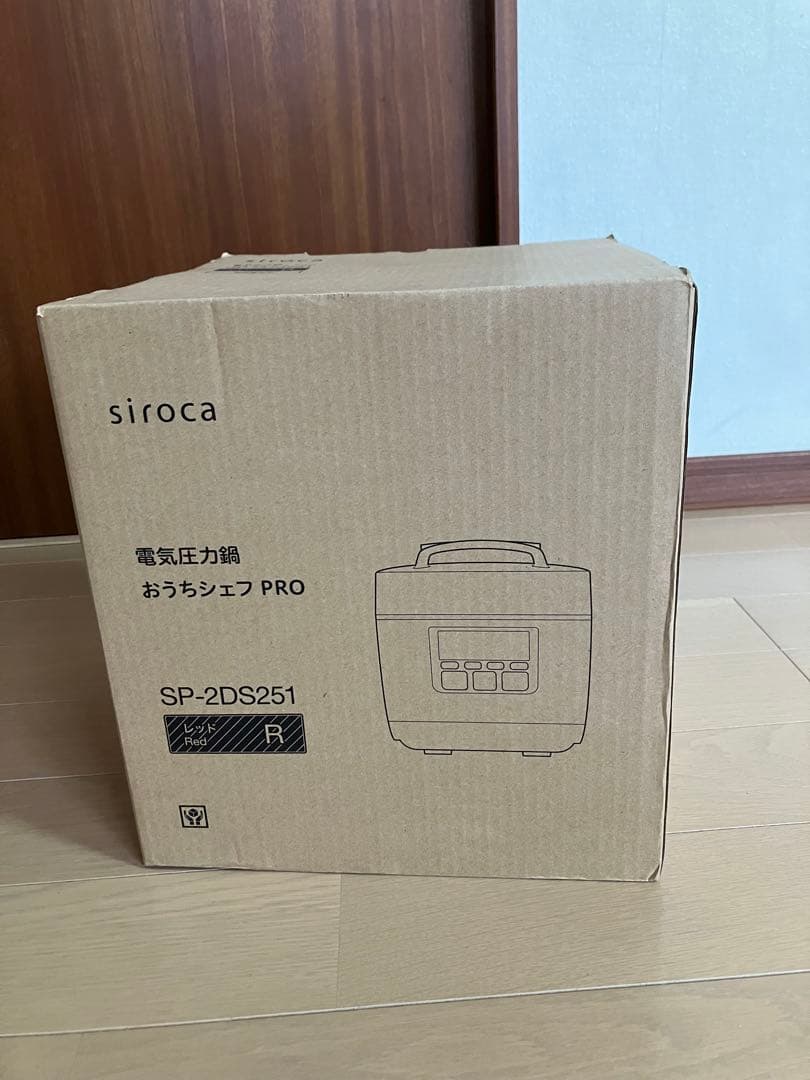 siroca
siroca
電気圧力鍋
おうちシェフ PRO
SP-2DS251
レッド
Red
R